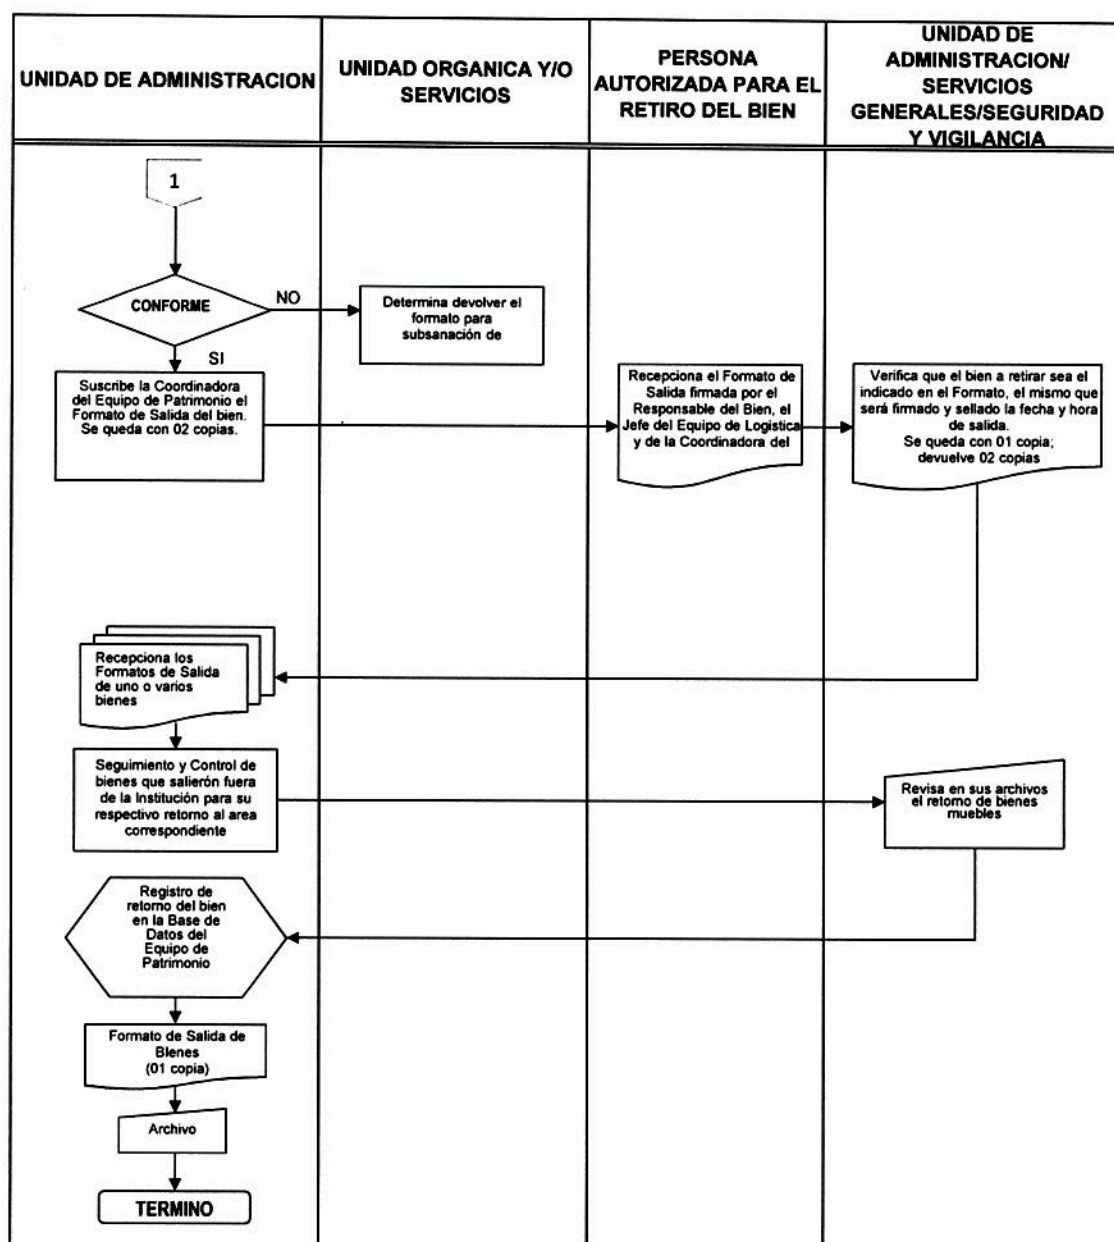 UNIDAD DE ADMINISTRACION
UNIDAD ORGANICA Y/O
SERVICIOS
PERSONA
AUTORIZADA PARA EL
RETIRO DEL BIEN
UNIDAD DE
ADMINISTRACION/
SERVICIOS
GENERALES/SEGURIDAD
Y VIGILANCIA
1
CONFORME
NO
Determina devolver el
formato para
subsanación de
SI
Suscribe la Coordinadora
del Equipo de Patrimonio el
Formato de Salida del bien.
Se queda con 02 copias.
Recepciona el Formato de
Salida firmada por el
Responsable del Bien, el
Jefe del Equipo de Logistica
y de la Coordinadora del
Verifica que el bien a retirar sea el
indicado en el Formato, el mismo que
será firmado y sellado la fecha y hora
de salida.
Se queda con 01 copia;
devuelve 02 copias
Recepciona los
Formatos de Salida
de uno o varios
bienes
Seguimiento y Control de
bienes que salierón fuera
de la Institución para su
respectivo retorno al area
correspondiente
Revisa en sus archivos
el retorno de bienes
muebles
Registro de
retorno del bien
en la Base de
Datos del
Equipo de
Patrimonio
Formato de Salida de
BIenes
(01 copia)
Archivo
TERMINO